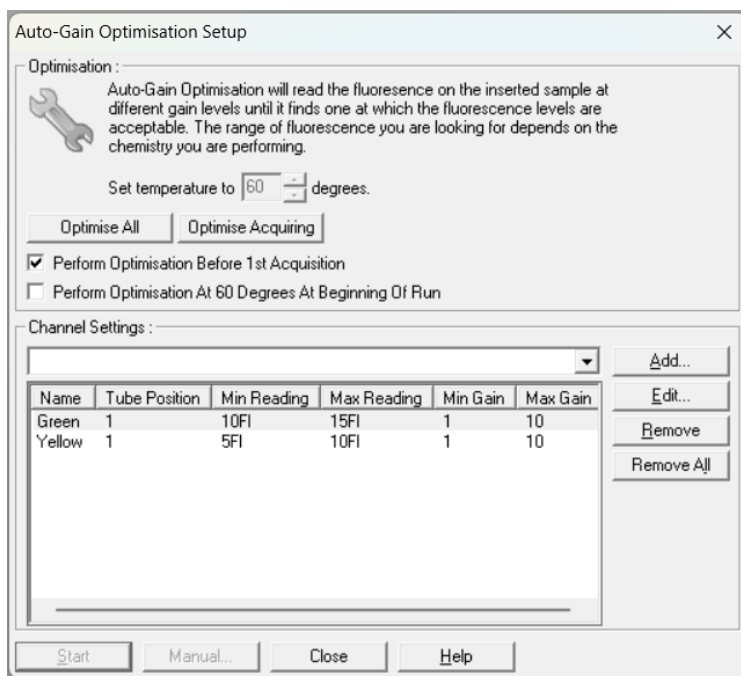 Auto-Gain Optimisation Setup
Optimisation :
Auto-Gain Optimisation will read the fluoresence on the inserted sample at
different gain levels until it finds one at which the fluorescence levels are
acceptable. The range of fluorescence you are looking for depends on the
chemistry you are performing.
Set temperature to 60 degrees.
Optimise All Optimise Acquiring
Perform Optimisation Before 1st Acquisition
Perform Optimisation At 60 Degrees At Beginning Of Run
Channel Settings :
Add...
Name Tube Position Min Reading Max Reading Min Gain Max Gain Edit...
Green 1 10Fl 15Fl 1 10
Remove
Yellow 1 5Fl 10Fl 1 10
Remove All
Start Manual... Close Help